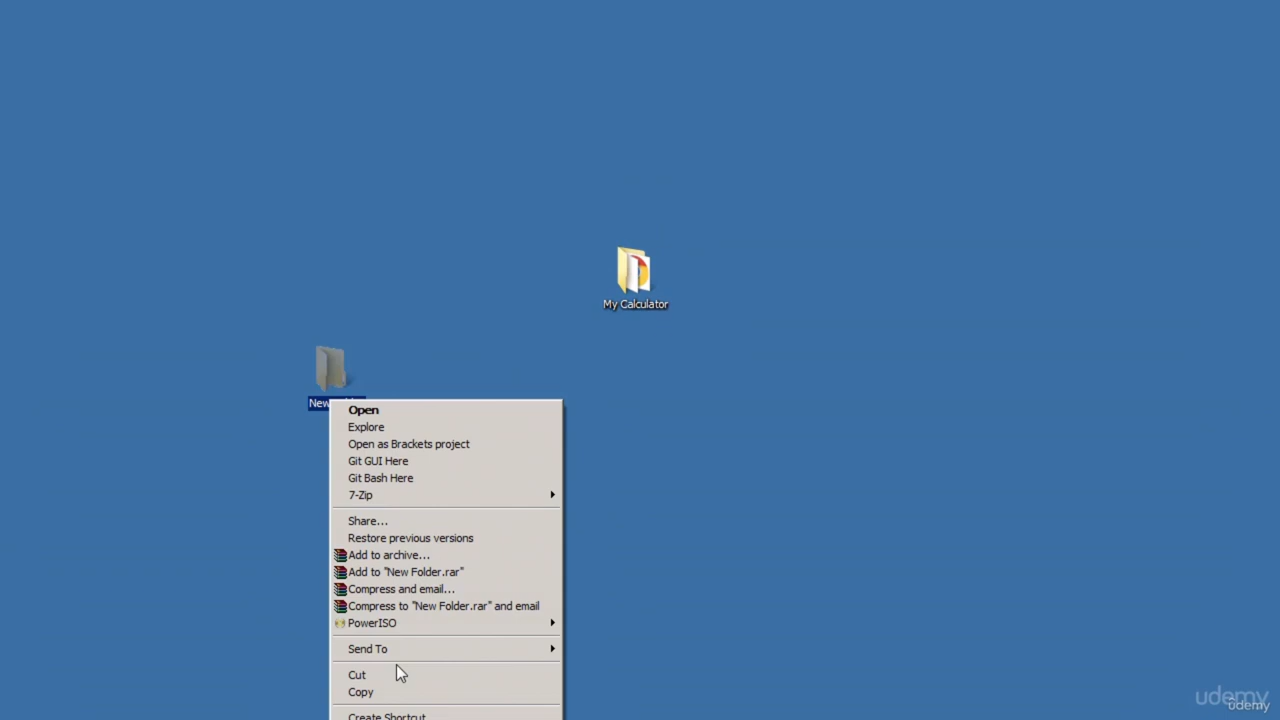 My Calculator
New
Open
Explore
Open as Brackets project
Git GUI Here
Git Bash Here
7-Zip
Share...
Restore previous versions
Add to archive...
Add to "New Folder.rar"
Compress and email...
Compress to "New Folder.rar" and email
PowerISO
Send To
Cut
Copy
Create Shortcut
udemy
udemy